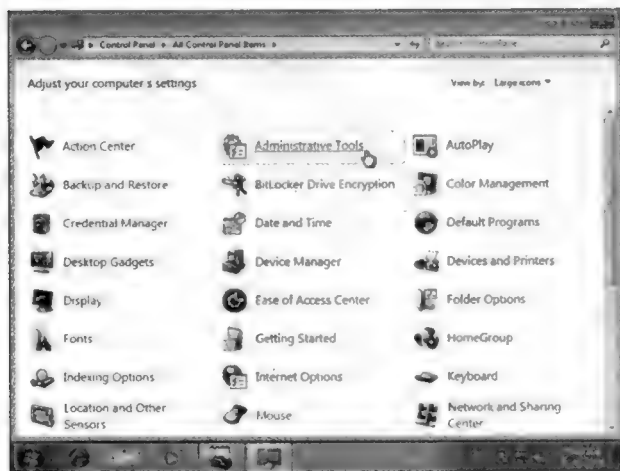 Control Panel ▸ All Control Panel Items ▸
Adjust your computer s settings
View by: Large icons
Action Center
Administrative Tools
AutoPlay
Backup and Restore
BitLocker Drive Encryption
Color Management
Credential Manager
Date and Time
Default Programs
Desktop Gadgets
Device Manager
Devices and Printers
Display
Ease of Access Center
Folder Options
Fonts
Getting Started
HomeGroup
Indexing Options
Internet Options
Keyboard
Location and Other
Sensors
Mouse
Network and Sharing
Center